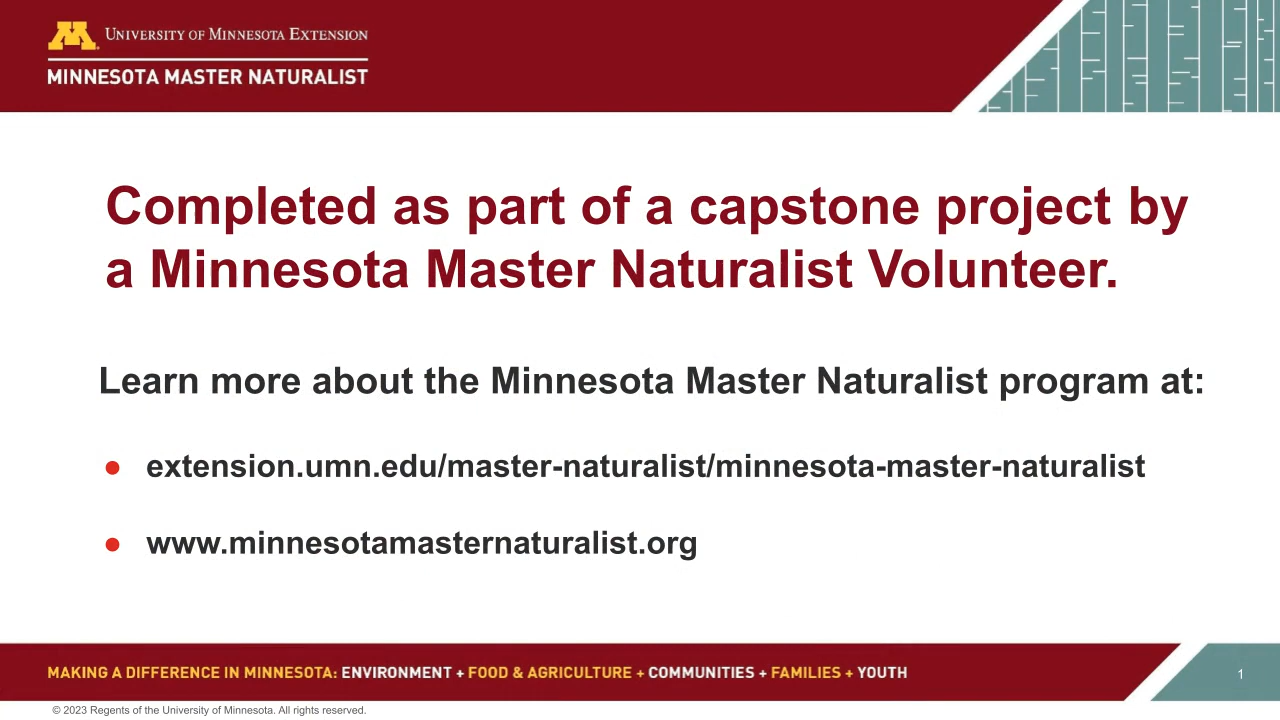 University of Minnesota Extension
MINNESOTA MASTER NATURALIST
Completed as part of a capstone project by
a Minnesota Master Naturalist Volunteer.
Learn more about the Minnesota Master Naturalist program at:
● extension.umn.edu/master-naturalist/minnesota-master-naturalist
● www.minnesotamasternaturalist.org
MAKING A DIFFERENCE IN MINNESOTA: ENVIRONMENT + FOOD & AGRICULTURE + COMMUNITIES + FAMILIES + YOUTH
1
© 2023 Regents of the University of Minnesota. All rights reserved.